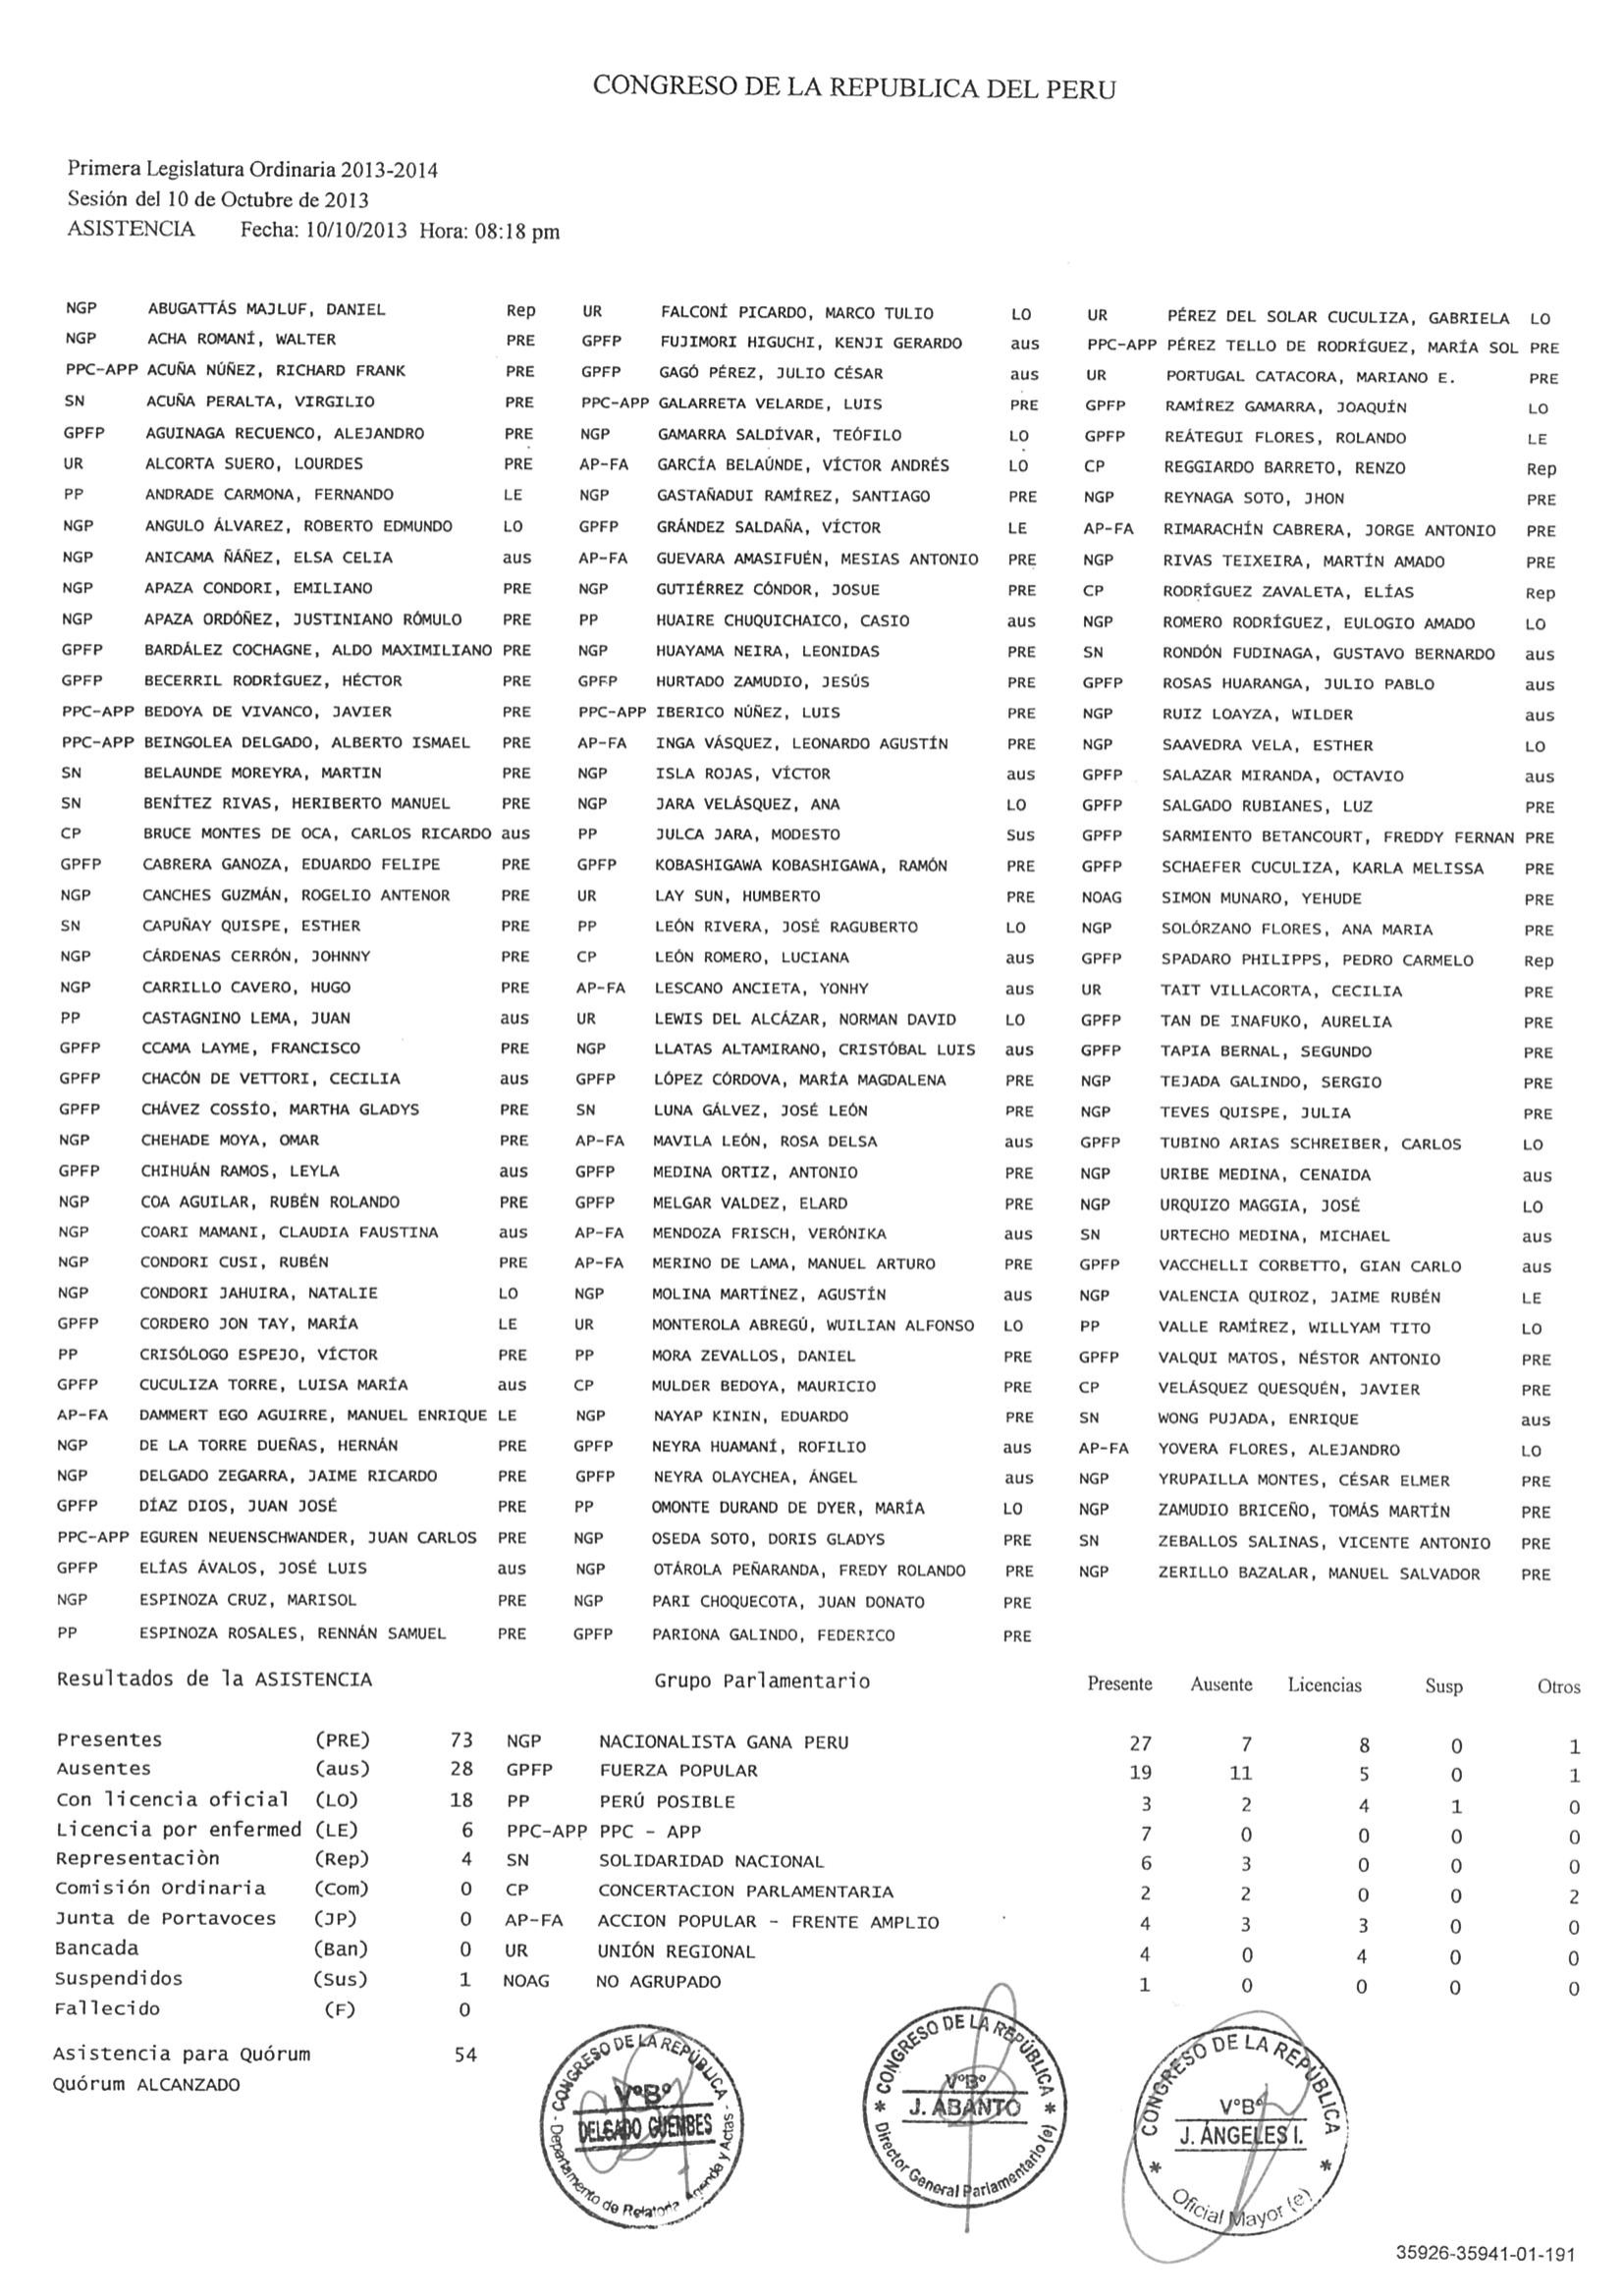 CONGRESO DE LA REPUBLICA DEL PERU
Primera Legislatura Ordinaria 2013-2014
Sesión del 10 de Octubre de 2013
ASISTENCIA Fecha: 10/10/2013 Hora: 08:18 pm
NGP ABUGATTÁS MAJLUF, DANIEL Rep UR FALCONÍ PICARDO, MARCO TULIO LO UR PÉREZ DEL SOLAR CUCULIZA, GABRIELA LO
NGP ACHA ROMANÍ, WALTER PRE GPFP FUJIMORI HIGUCHI, KENJI GERARDO aus PPC-APP PÉREZ TELLO DE RODRÍGUEZ, MARÍA SOL PRE
PPC-APP ACUÑA NÚÑEZ, RICHARD FRANK PRE GPFP GAGÓ PÉREZ, JULIO CÉSAR aus UR PORTUGAL CATACORA, MARIANO E. PRE
SN ACUÑA PERALTA, VIRGILIO PRE PPC-APP GALARRETA VELARDE, LUIS PRE GPFP RAMÍREZ GAMARRA, JOAQUÍN LO
GPFP AGUINAGA RECUENCO, ALEJANDRO PRE NGP GAMARRA SALDÍVAR, TEÓFILO LO GPFP REÁTEGUI FLORES, ROLANDO LE
UR ALCORTA SUERO, LOURDES PRE AP-FA GARCÍA BELAÚNDE, VÍCTOR ANDRÉS LO CP REGGIARDO BARRETO, RENZO Rep
PP ANDRADE CARMONA, FERNANDO LE NGP GASTAÑADUI RAMÍREZ, SANTIAGO PRE NGP REYNAGA SOTO, JHON PRE
NGP ANGULO ÁLVAREZ, ROBERTO EDMUNDO LO GPFP GRÁNDEZ SALDAÑA, VÍCTOR LE AP-FA RIMARACHÍN CABRERA, JORGE ANTONIO PRE
NGP ANICAMA ÑÁÑEZ, ELSA CELIA aus AP-FA GUEVARA AMASIFUÉN, MESIAS ANTONIO PRE NGP RIVAS TEIXEIRA, MARTÍN AMADO PRE
NGP APAZA CONDORI, EMILIANO PRE NGP GUTIÉRREZ CÓNDOR, JOSUE PRE CP RODRÍGUEZ ZAVALETA, ELÍAS Rep
NGP APAZA ORDÓÑEZ, JUSTINIANO RÓMULO PRE PP HUAIRE CHUQUICHAICO, CASIO aus NGP ROMERO RODRÍGUEZ, EULOGIO AMADO LO
GPFP BARDÁLEZ COCHAGNE, ALDO MAXIMILIANO PRE NGP HUAYAMA NEIRA, LEONIDAS PRE SN RONDÓN FUDINAGA, GUSTAVO BERNARDO aus
GPFP BECERRIL RODRÍGUEZ, HÉCTOR PRE GPFP HURTADO ZAMUDIO, JESÚS PRE GPFP ROSAS HUARANGA, JULIO PABLO aus
PPC-APP BEDOYA DE VIVANCO, JAVIER PRE PPC-APP IBERICO NÚÑEZ, LUIS PRE NGP RUIZ LOAYZA, WILDER aus
PPC-APP BEINGOLEA DELGADO, ALBERTO ISMAEL PRE AP-FA INGA VÁSQUEZ, LEONARDO AGUSTÍN PRE NGP SAAVEDRA VELA, ESTHER LO
SN BELAUNDE MOREYRA, MARTIN PRE NGP ISLA ROJAS, VÍCTOR aus GPFP SALAZAR MIRANDA, OCTAVIO aus
SN BENÍTEZ RIVAS, HERIBERTO MANUEL PRE NGP JARA VELÁSQUEZ, ANA LO GPFP SALGADO RUBIANES, LUZ PRE
CP BRUCE MONTES DE OCA, CARLOS RICARDO aus PP JULCA JARA, MODESTO Sus GPFP SARMIENTO BETANCOURT, FREDDY FERNAN PRE
GPFP CABRERA GANOZA, EDUARDO FELIPE PRE GPFP KOBASHIGAWA KOBASHIGAWA, RAMÓN PRE GPFP SCHAEFER CUCULIZA, KARLA MELISSA PRE
NGP CANCHES GUZMÁN, ROGELIO ANTENOR PRE UR LAY SUN, HUMBERTO PRE NOAG SIMON MUNARO, YEHUDE PRE
SN CAPUÑAY QUISPE, ESTHER PRE PP LEÓN RIVERA, JOSÉ RAGUBERTO LO NGP SOLÓRZANO FLORES, ANA MARIA PRE
NGP CÁRDENAS CERRÓN, JOHNNY PRE CP LEÓN ROMERO, LUCIANA aus GPFP SPADARO PHILIPPS, PEDRO CARMELO Rep
NGP CARRILLO CAVERO, HUGO PRE AP-FA LESCANO ANCIETA, YONHY aus UR TAIT VILLACORTA, CECILIA PRE
PP CASTAGNINO LEMA, JUAN aus UR LEWIS DEL ALCÁZAR, NORMAN DAVID LO GPFP TAN DE INAFUKO, AURELIA PRE
GPFP CCAMA LAYME, FRANCISCO PRE NGP LLATAS ALTAMIRANO, CRISTÓBAL LUIS aus GPFP TAPIA BERNAL, SEGUNDO PRE
GPFP CHACÓN DE VETTORI, CECILIA aus GPFP LÓPEZ CÓRDOVA, MARÍA MAGDALENA PRE NGP TEJADA GALINDO, SERGIO PRE
GPFP CHÁVEZ COSSÍO, MARTHA GLADYS PRE SN LUNA GÁLVEZ, JOSÉ LEÓN PRE NGP TEVES QUISPE, JULIA PRE
NGP CHEHADE MOYA, OMAR PRE AP-FA MAVILA LEÓN, ROSA DELSA aus GPFP TUBINO ARIAS SCHREIBER, CARLOS LO
GPFP CHIHUÁN RAMOS, LEYLA aus GPFP MEDINA ORTIZ, ANTONIO PRE NGP URIBE MEDINA, CENAIDA aus
NGP COA AGUILAR, RUBÉN ROLANDO PRE GPFP MELGAR VALDEZ, ELARD PRE NGP URQUIZO MAGGIA, JOSÉ LO
NGP COARI MAMANI, CLAUDIA FAUSTINA aus AP-FA MENDOZA FRISCH, VERÓNIKA aus SN URTECHO MEDINA, MICHAEL aus
NGP CONDORI CUSI, RUBÉN PRE AP-FA MERINO DE LAMA, MANUEL ARTURO PRE GPFP VACCHELLI CORBETTO, GIAN CARLO aus
NGP CONDORI JAHUIRA, NATALIE LO NGP MOLINA MARTÍNEZ, AGUSTÍN aus NGP VALENCIA QUIROZ, JAIME RUBÉN LE
GPFP CORDERO JON TAY, MARÍA LE UR MONTEROLA ABREGÚ, WUILIAN ALFONSO LO PP VALLE RAMÍREZ, WILLYAM TITO LO
PP CRISÓLOGO ESPEJO, VÍCTOR PRE PP MORA ZEVALLOS, DANIEL PRE GPFP VALQUI MATOS, NÉSTOR ANTONIO PRE
GPFP CUCULIZA TORRE, LUISA MARÍA aus CP MULDER BEDOYA, MAURICIO PRE CP VELÁSQUEZ QUESQUÉN, JAVIER PRE
AP-FA DAMMERT EGO AGUIRRE, MANUEL ENRIQUE LE NGP NAYAP KININ, EDUARDO PRE SN WONG PUJADA, ENRIQUE aus
NGP DE LA TORRE DUEÑAS, HERNÁN PRE GPFP NEYRA HUAMANÍ, ROFILIO aus AP-FA YOVERA FLORES, ALEJANDRO LO
NGP DELGADO ZEGARRA, JAIME RICARDO PRE GPFP NEYRA OLAYCHEA, ÁNGEL aus NGP YRUPAILLA MONTES, CÉSAR ELMER PRE
GPFP DÍAZ DIOS, JUAN JOSÉ PRE PP OMONTE DURAND DE DYER, MARÍA LO NGP ZAMUDIO BRICEÑO, TOMÁS MARTÍN PRE
PPC-APP EGUREN NEUENSCHWANDER, JUAN CARLOS PRE NGP OSEDA SOTO, DORIS GLADYS PRE SN ZEBALLOS SALINAS, VICENTE ANTONIO PRE
GPFP ELÍAS ÁVALOS, JOSÉ LUIS aus NGP OTÁROLA PEÑARANDA, FREDY ROLANDO PRE NGP ZERILLO BAZALAR, MANUEL SALVADOR PRE
NGP ESPINOZA CRUZ, MARISOL PRE NGP PARI CHOQUECOTA, JUAN DONATO PRE
PP ESPINOZA ROSALES, RENNÁN SAMUEL PRE GPFP PARIONA GALINDO, FEDERICO PRE
Resultados de la ASISTENCIA Grupo Parlamentario Presente Ausente Licencias Susp Otros
Presentes (PRE) 73 NGP NACIONALISTA GANA PERU 27 7 8 0 1
Ausentes (aus) 28 GPFP FUERZA POPULAR 19 11 5 0 1
Con licencia oficial (LO) 18 PP PERÚ POSIBLE 3 2 4 1 0
Licencia por enfermed (LE) 6 PPC-APP PPC - APP 7 0 0 0 0
Representaciòn (Rep) 4 SN SOLIDARIDAD NACIONAL 6 3 0 0 0
Comisión Ordinaria (Com) 0 CP CONCERTACION PARLAMENTARIA 2 2 0 0 2
Junta de Portavoces (JP) 0 AP-FA ACCION POPULAR - FRENTE AMPLIO 4 3 3 0 0
Bancada (Ban) 0 UR UNIÓN REGIONAL 4 0 4 0 0
Suspendidos (Sus) 1 NOAG NO AGRUPADO 1 0 0 0 0
Fallecido (F) 0
Asistencia para Quórum 54
Quórum ALCANZADO
CONGRESO DE LA REPÚBLICA
V°B°
DELGADO GUEMBES
Departamento de Relatoría, Agenda y Actas
CONGRESO DE LA REPÚBLICA
V°B°
J. ABANTO
Director General Parlamentario (e)
CONGRESO DE LA REPÚBLICA
V°B°
J. ÁNGELES I.
Oficial Mayor (e)
35926-35941-01-191